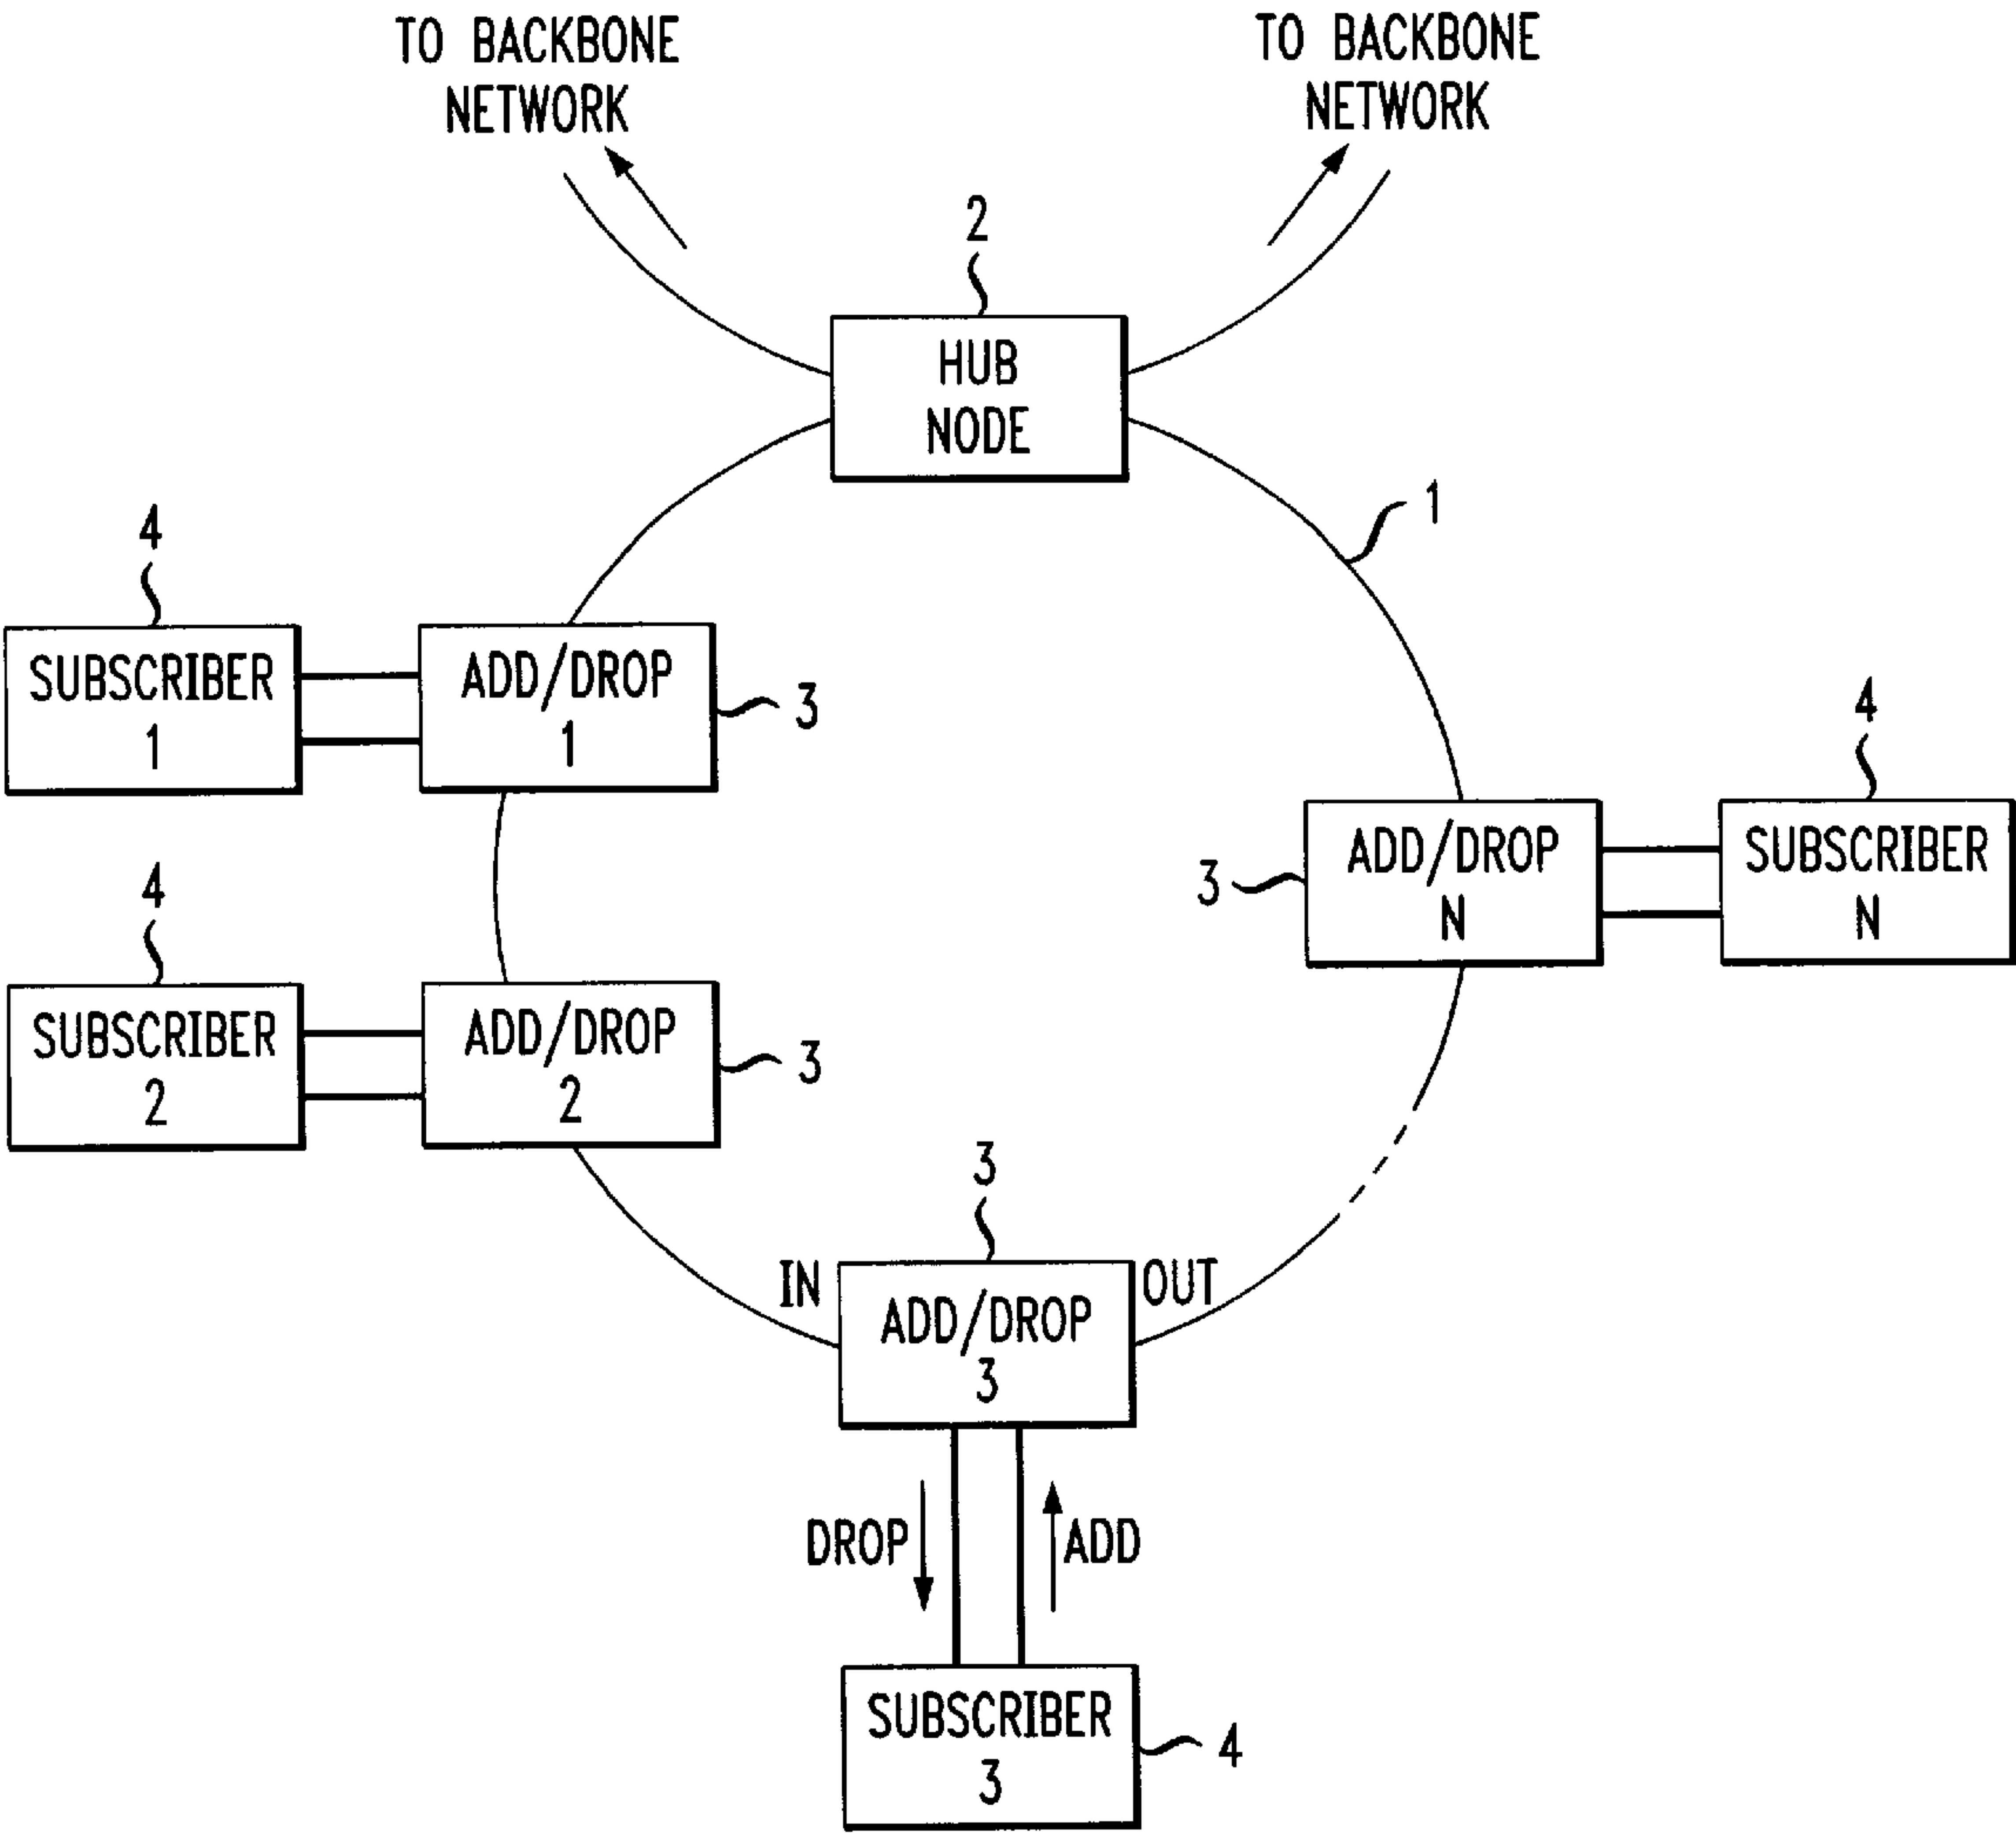 TO BACKBONE
NETWORK
TO BACKBONE
NETWORK
2
HUB
NODE
1
4
SUBSCRIBER
1
ADD/DROP
1
3
4
SUBSCRIBER
N
ADD/DROP
N
3
4
SUBSCRIBER
2
ADD/DROP
2
3
3
IN
OUT
ADD/DROP
3
DROP
ADD
SUBSCRIBER
3
4